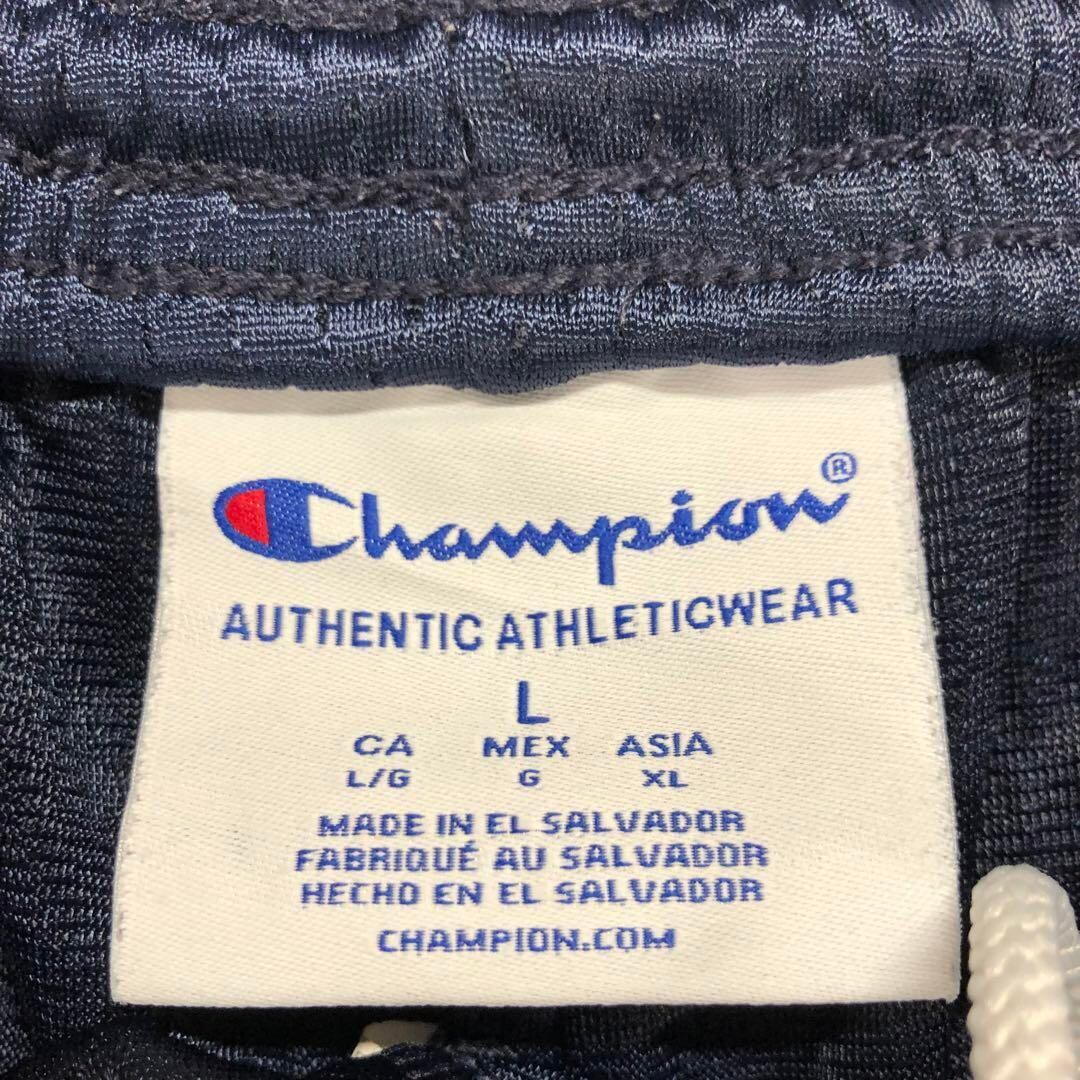 Champion®
AUTHENTIC ATHLETICWEAR
L
CA MEX ASIA
L/G G XL
MADE IN EL SALVADOR
FABRIQUÉ AU SALVADOR
HECHO EN EL SALVADOR
CHAMPION.COM